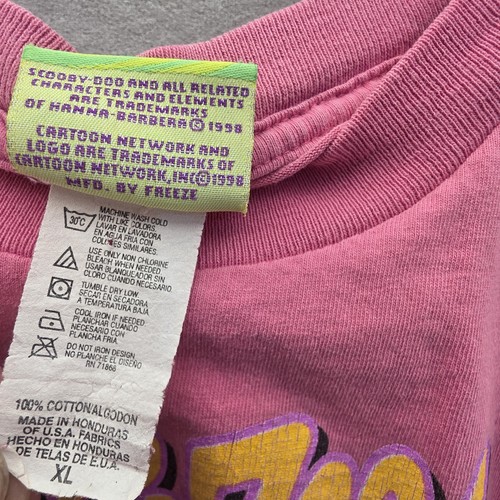 SCOOBY-DOO AND ALL RELATED
CHARACTERS AND ELEMENTS
ARE TRADEMARKS
OF HANNA-BARBERA © 1998
CARTOON NETWORK AND
LOGO ARE TRADEMARKS OF
CARTOON NETWORK, INC © 1998
MFD. BY FREEZE
30°C
MACHINE WASH COLD
WITH LIKE COLORS.
LAVAR EN LAVADORA
EN AGUA FRIA CON
COLORES SIMILARES.
USE ONLY NON CHLORINE
BLEACH WHEN NEEDED
USAR BLANQUEADOR SIN
CLORO CUANDO NECESARIO.
TUMBLE DRY LOW
SECAR EN SECADORA
A TEMPERATURA BAJA.
COOL IRON IF NEEDED
PLANCHAR CUANDO
NECESARIO CON
PLANCHA FRIA.
DO NOT IRON DESIGN.
NO PLANCHE EL DISEÑO
RN 71866
100% COTTON/ALGODON
MADE IN HONDURAS
OF U.S.A. FABRICS
HECHO EN HONDURAS
DE TELAS DE E.U.A.
XL